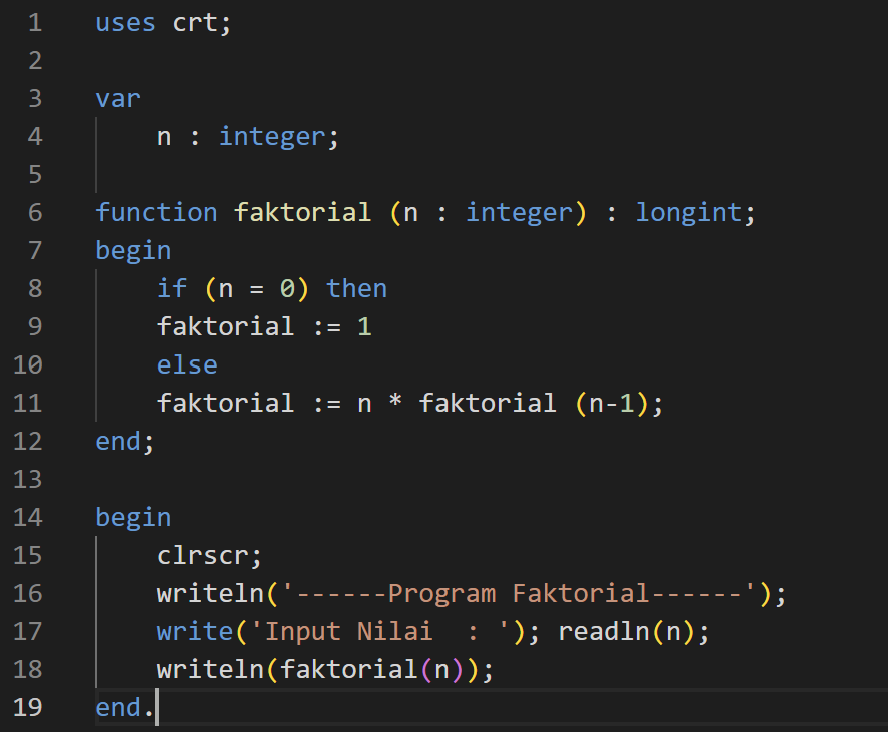 1 uses crt;
2
3 var
4     n : integer;
5
6 function faktorial (n : integer) : longint;
7 begin
8     if (n = 0) then
9     faktorial := 1
10     else
11     faktorial := n * faktorial (n-1);
12 end;
13
14 begin
15     clrscr;
16     writeln('------Program Faktorial------');
17     write('Input Nilai  : '); readln(n);
18     writeln(faktorial(n));
19 end.